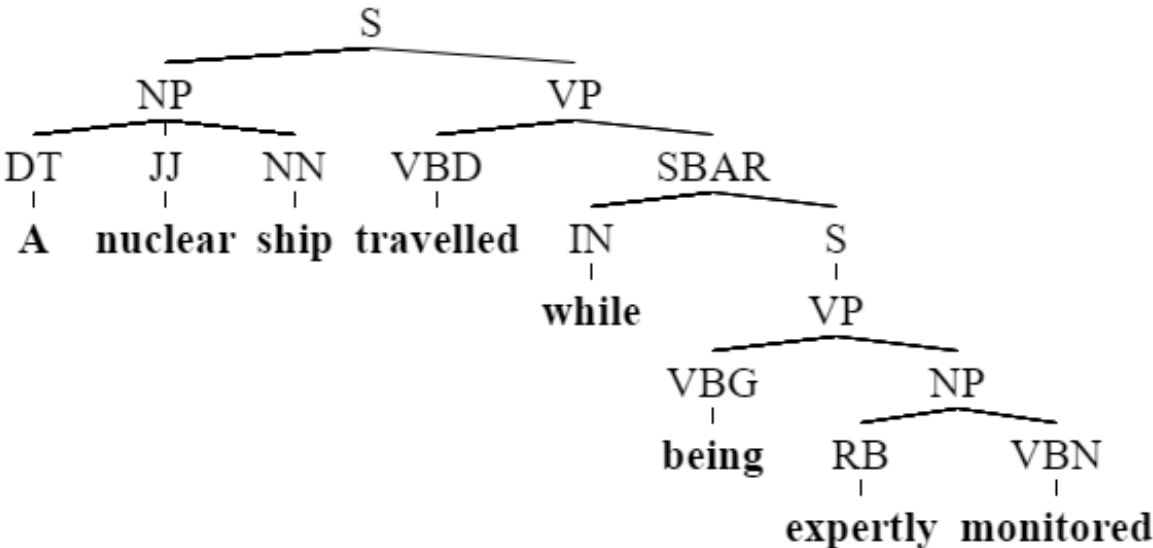 S
NP VP
DT JJ NN VBD SBAR
A nuclear ship travelled IN S
while VP
VBG NP
being RB VBN
expertly monitored